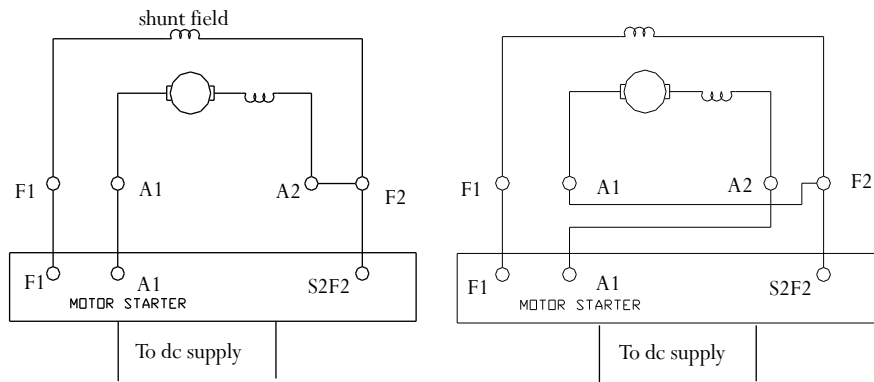 shunt field
F1
A1
A2
F2
F1
A1
S2F2
MOTOR STARTER
To dc supply
F1
A1
A2
F2
F1
A1
S2F2
MOTOR STARTER
To dc supply